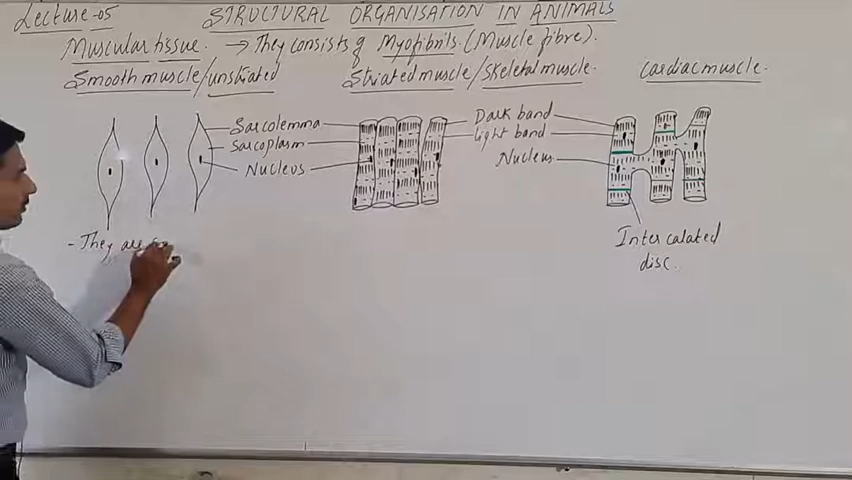 Lecture-05
STRUCTURAL ORGANISATION IN ANIMALS
Muscular tissue. → They consists of Myofibrils. (Muscle fibre).
Smooth muscle/unstriated
Striated muscle/skeletal muscle.
Cardiac muscle.
Sarcolemma
Sarcoplasm
Nucleus
Dark band
light band
Nucleus
Intercalated
disc.
- They are